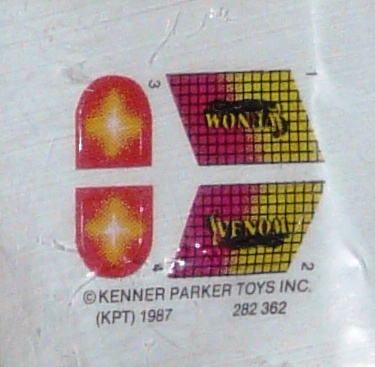 3
1
VENOM
VENOM
4
2
© KENNER PARKER TOYS INC.
(KPT) 1987 282 362